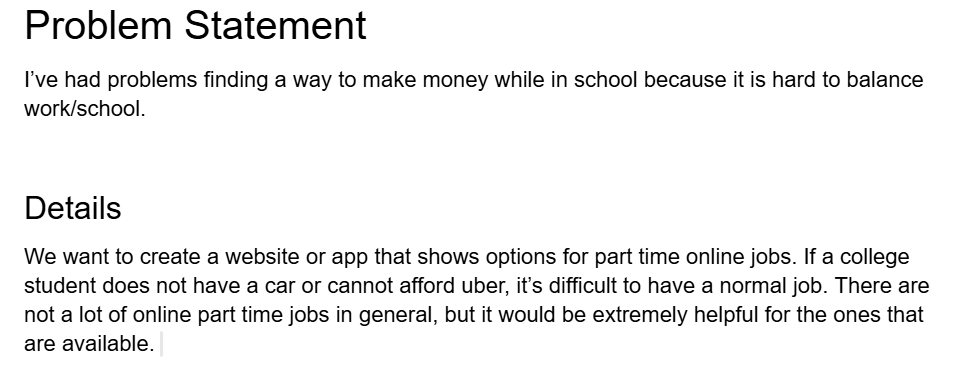 Problem Statement
I’ve had problems finding a way to make money while in school because it is hard to balance
work/school.
Details
We want to create a website or app that shows options for part time online jobs. If a college
student does not have a car or cannot afford uber, it’s difficult to have a normal job. There are
not a lot of online part time jobs in general, but it would be extremely helpful for the ones that
are available.